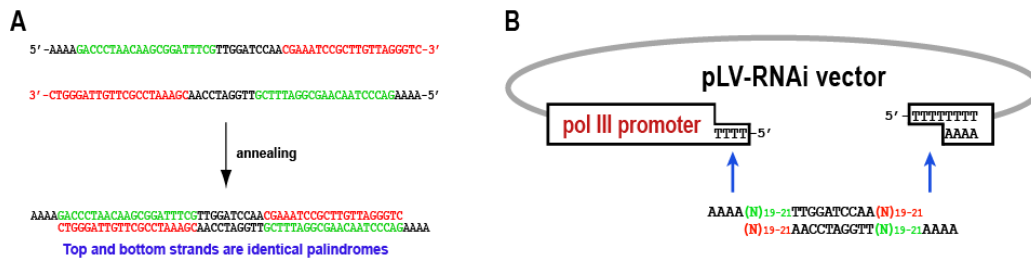 A
5’-AAAAGACCCTAACAAGCGGATTTCGTTGGATCCAACGAAATCCGCTTGTTAGGGTC-3’
3’-CTGGGATTGTTCGCCTAAAGCAACCTAGGTTGCTTTAGGCGAACAATCCCAGAAAA-5’
annealing
AAAAGACCCTAACAAGCGGATTTCGTTGGATCCAACGAAATCCGCTTGTTAGGGTC
CTGGGATTGTTCGCCTAAAGCAACCTAGGTTGCTTTAGGCGAACAATCCCAGAAAA
Top and bottom strands are identical palindromes
B
pLV-RNAi vector
pol III promoter
TTTT-5’
5’-TTTTTTTT
AAAA
AAAA(N)19-21TTGGATCCAA(N)19-21
(N)19-21AACCTAGGTT(N)19-21AAAA